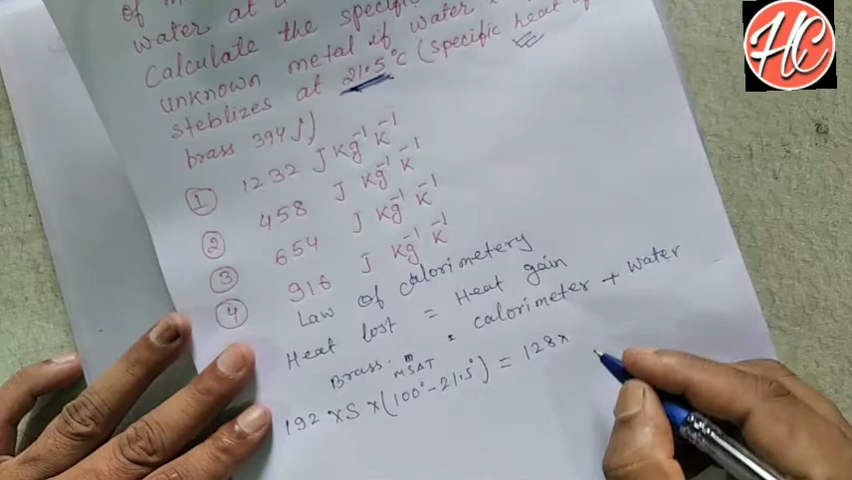 of
water at a
Calculate the specific
unknown metal if water
steblizes at 21.5°C (specific heat of
brass 394 J)
① 1232 J Kg⁻¹ K⁻¹
② 458 J Kg⁻¹ K⁻¹
③ 654 J Kg⁻¹ K⁻¹
④ 916 J Kg⁻¹ K⁻¹
Law of calorimetery
Heat lost = Heat gain
Brass. = calorimeter + water
MSΔT
192 × S × (100° - 21.5°) = 128 ×
HC